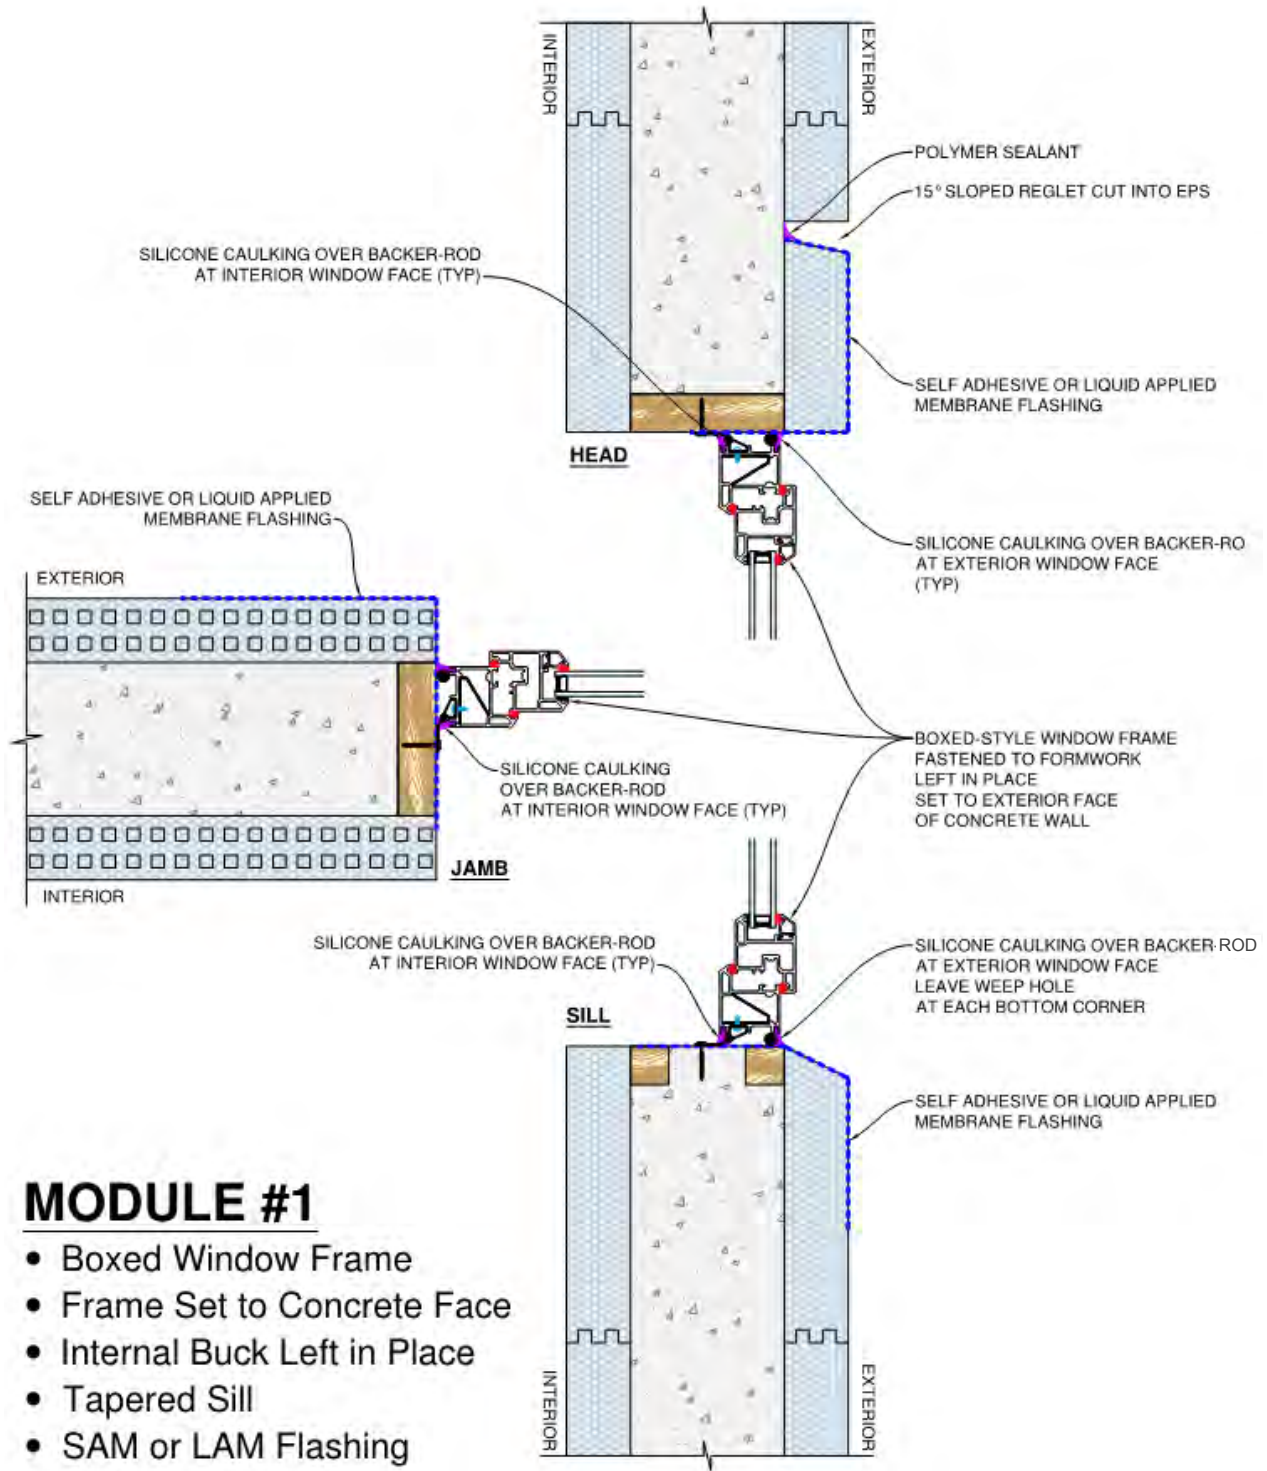 INTERIOR
EXTERIOR
POLYMER SEALANT
15° SLOPED REGLET CUT INTO EPS
SILICONE CAULKING OVER BACKER-ROD
AT INTERIOR WINDOW FACE (TYP)
SELF ADHESIVE OR LIQUID APPLIED
MEMBRANE FLASHING
HEAD
SELF ADHESIVE OR LIQUID APPLIED
MEMBRANE FLASHING
SILICONE CAULKING OVER BACKER-RO
AT EXTERIOR WINDOW FACE
(TYP)
EXTERIOR
BOXED-STYLE WINDOW FRAME
FASTENED TO FORMWORK
LEFT IN PLACE
SET TO EXTERIOR FACE
OF CONCRETE WALL
SILICONE CAULKING
OVER BACKER-ROD
AT INTERIOR WINDOW FACE (TYP)
JAMB
INTERIOR
SILICONE CAULKING OVER BACKER-ROD
AT INTERIOR WINDOW FACE (TYP)
SILICONE CAULKING OVER BACKER-ROD
AT EXTERIOR WINDOW FACE
LEAVE WEEP HOLE
AT EACH BOTTOM CORNER
SILL
SELF ADHESIVE OR LIQUID APPLIED
MEMBRANE FLASHING
MODULE #1
• Boxed Window Frame
• Frame Set to Concrete Face
• Internal Buck Left in Place
• Tapered Sill
• SAM or LAM Flashing
INTERIOR
EXTERIOR